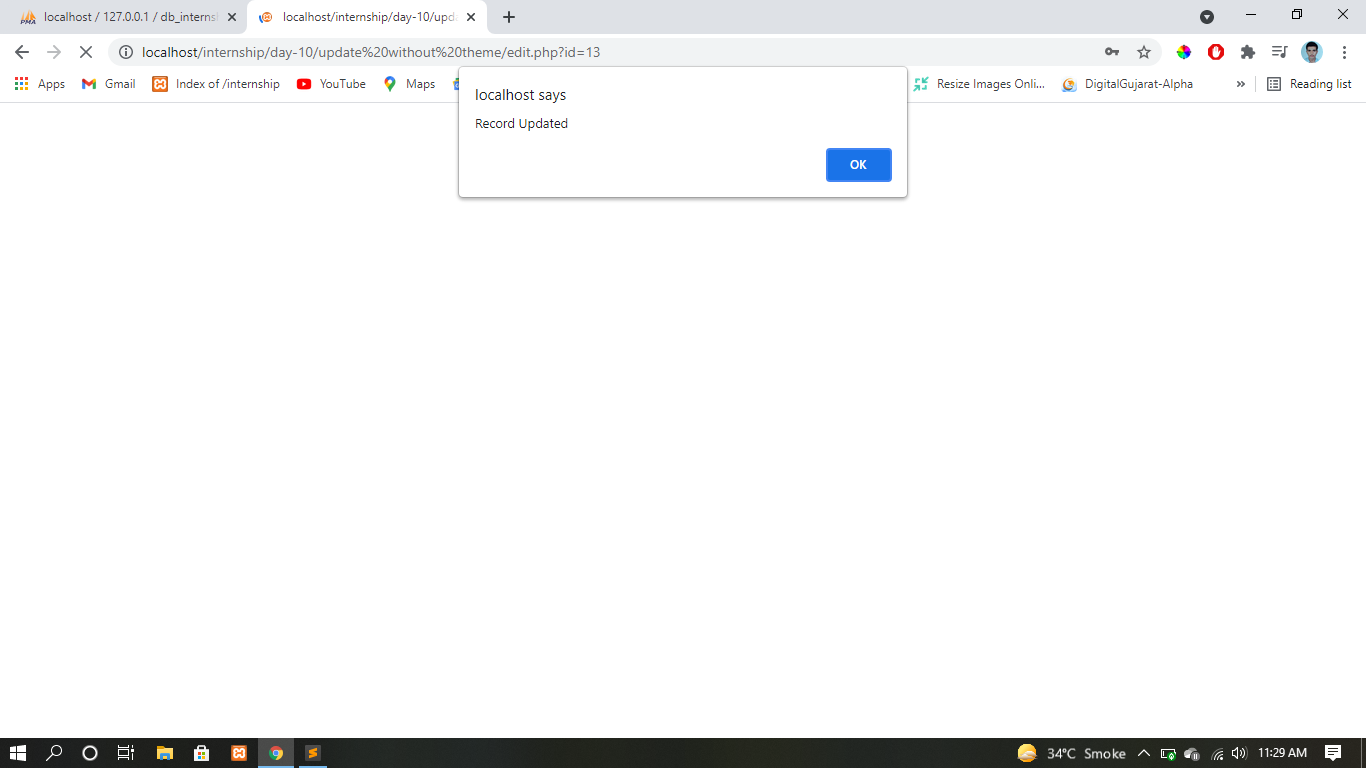 PMA localhost / 127.0.0.1 / db_interns
localhost/internship/day-10/upda
localhost/internship/day-10/update%20without%20theme/edit.php?id=13
Apps Gmail Index of /internship YouTube Maps Resize Images Onli... DigitalGujarat-Alpha » Reading list
localhost says
Record Updated
OK
34°C Smoke 11:29 AM